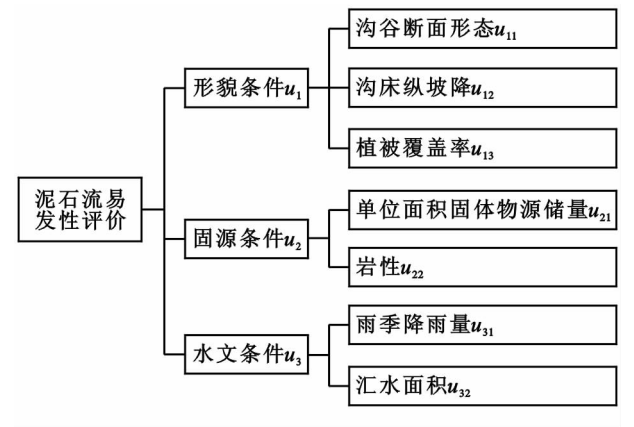 沟谷断面形态u11
形貌条件u1
沟床纵坡降u12
植被覆盖率u13
泥石流易
发性评价
单位面积固体物源储量u21
固源条件u2
岩性u22
雨季降雨量u31
水文条件u3
汇水面积u32